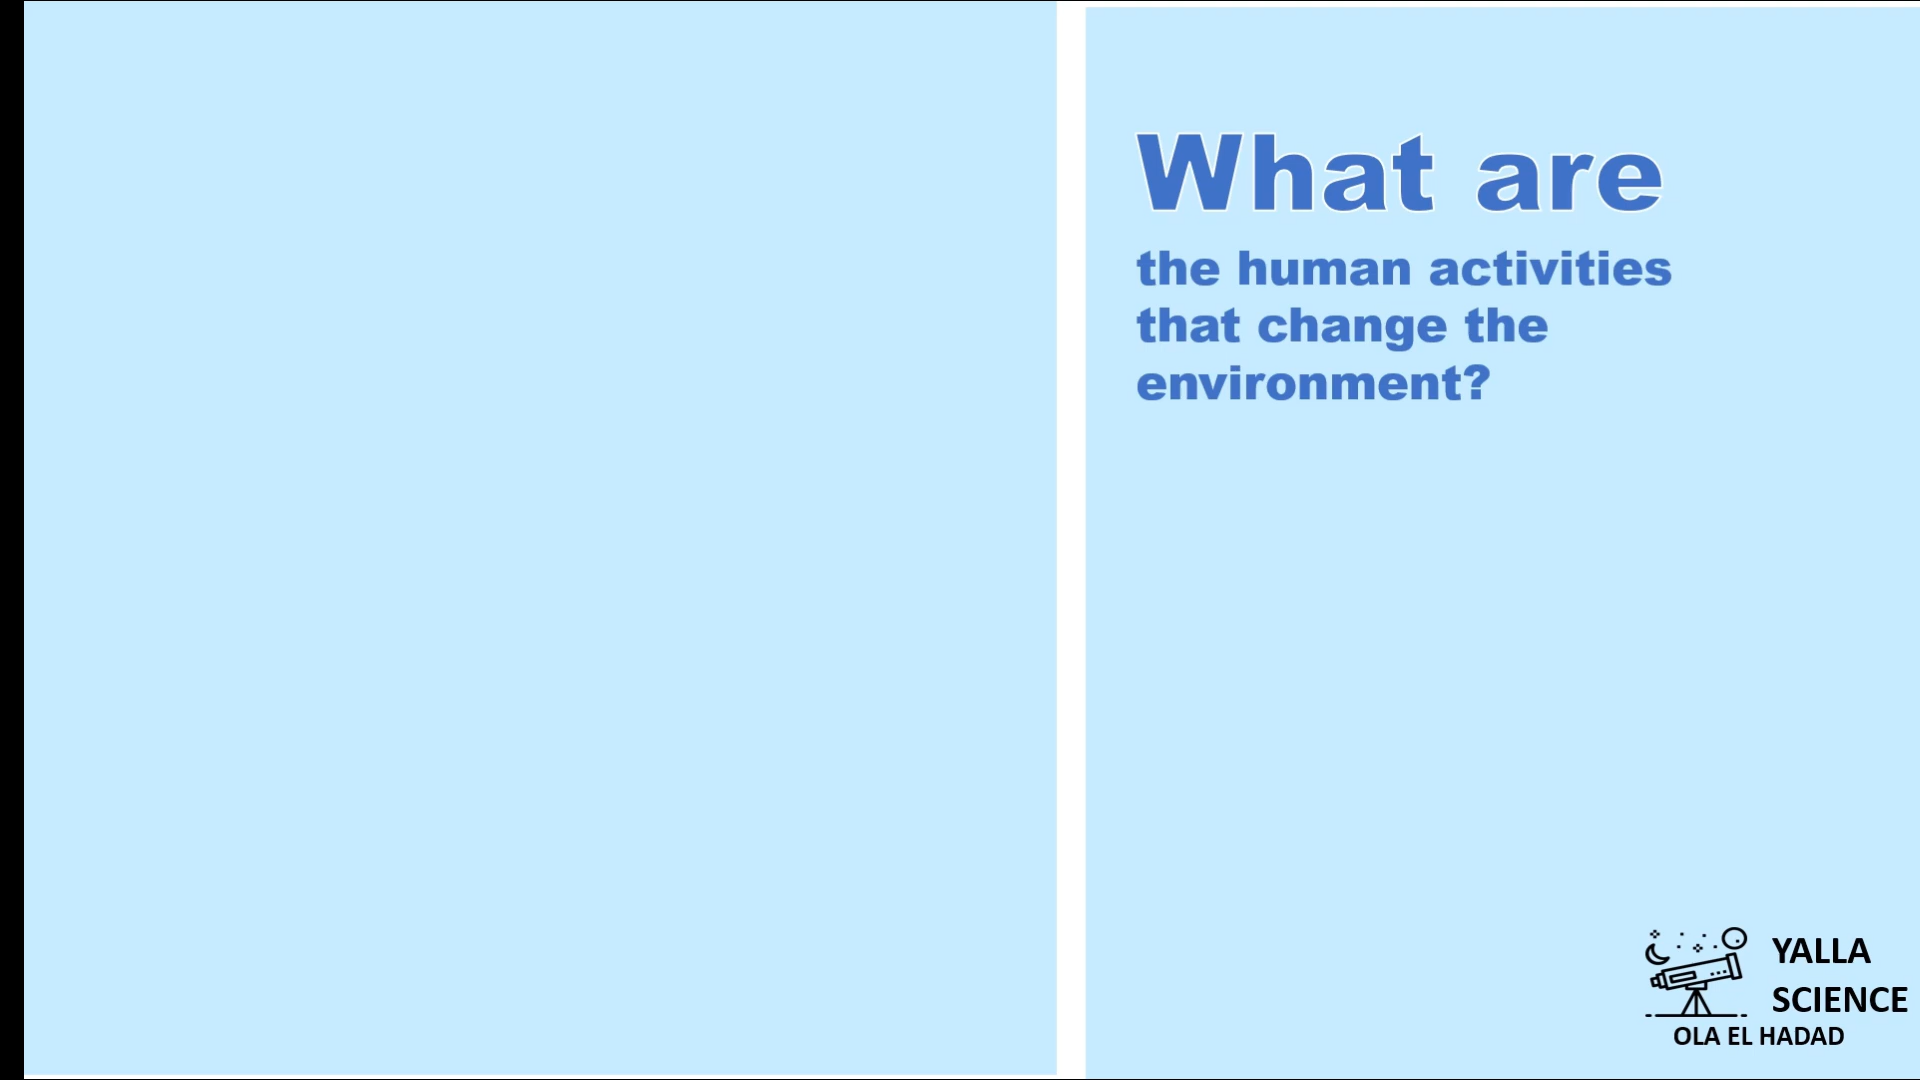 What are
the human activities
that change the
environment?
YALLA
SCIENCE
OLA EL HADAD